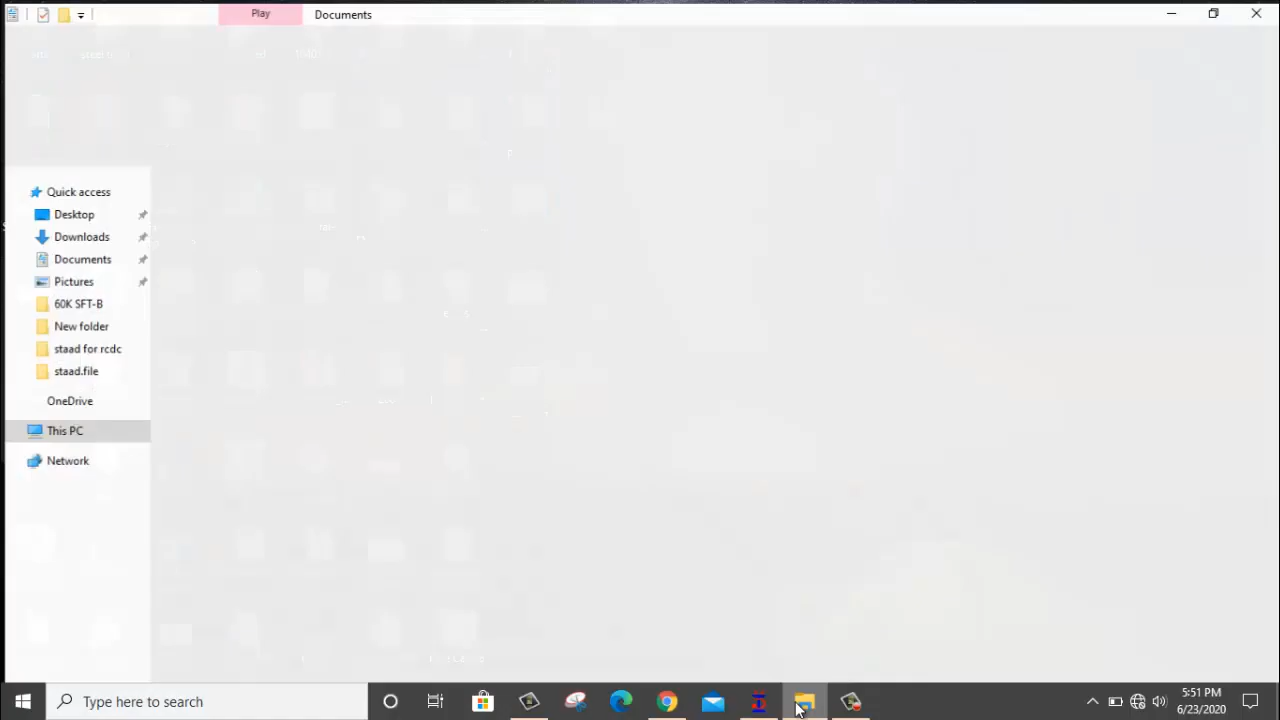 Play
Documents
Quick access
Desktop
Downloads
Documents
Pictures
60K SFT-B
New folder
staad for rcdc
staad.file
OneDrive
This PC
Network
Type here to search
5:51 PM
6/23/2020